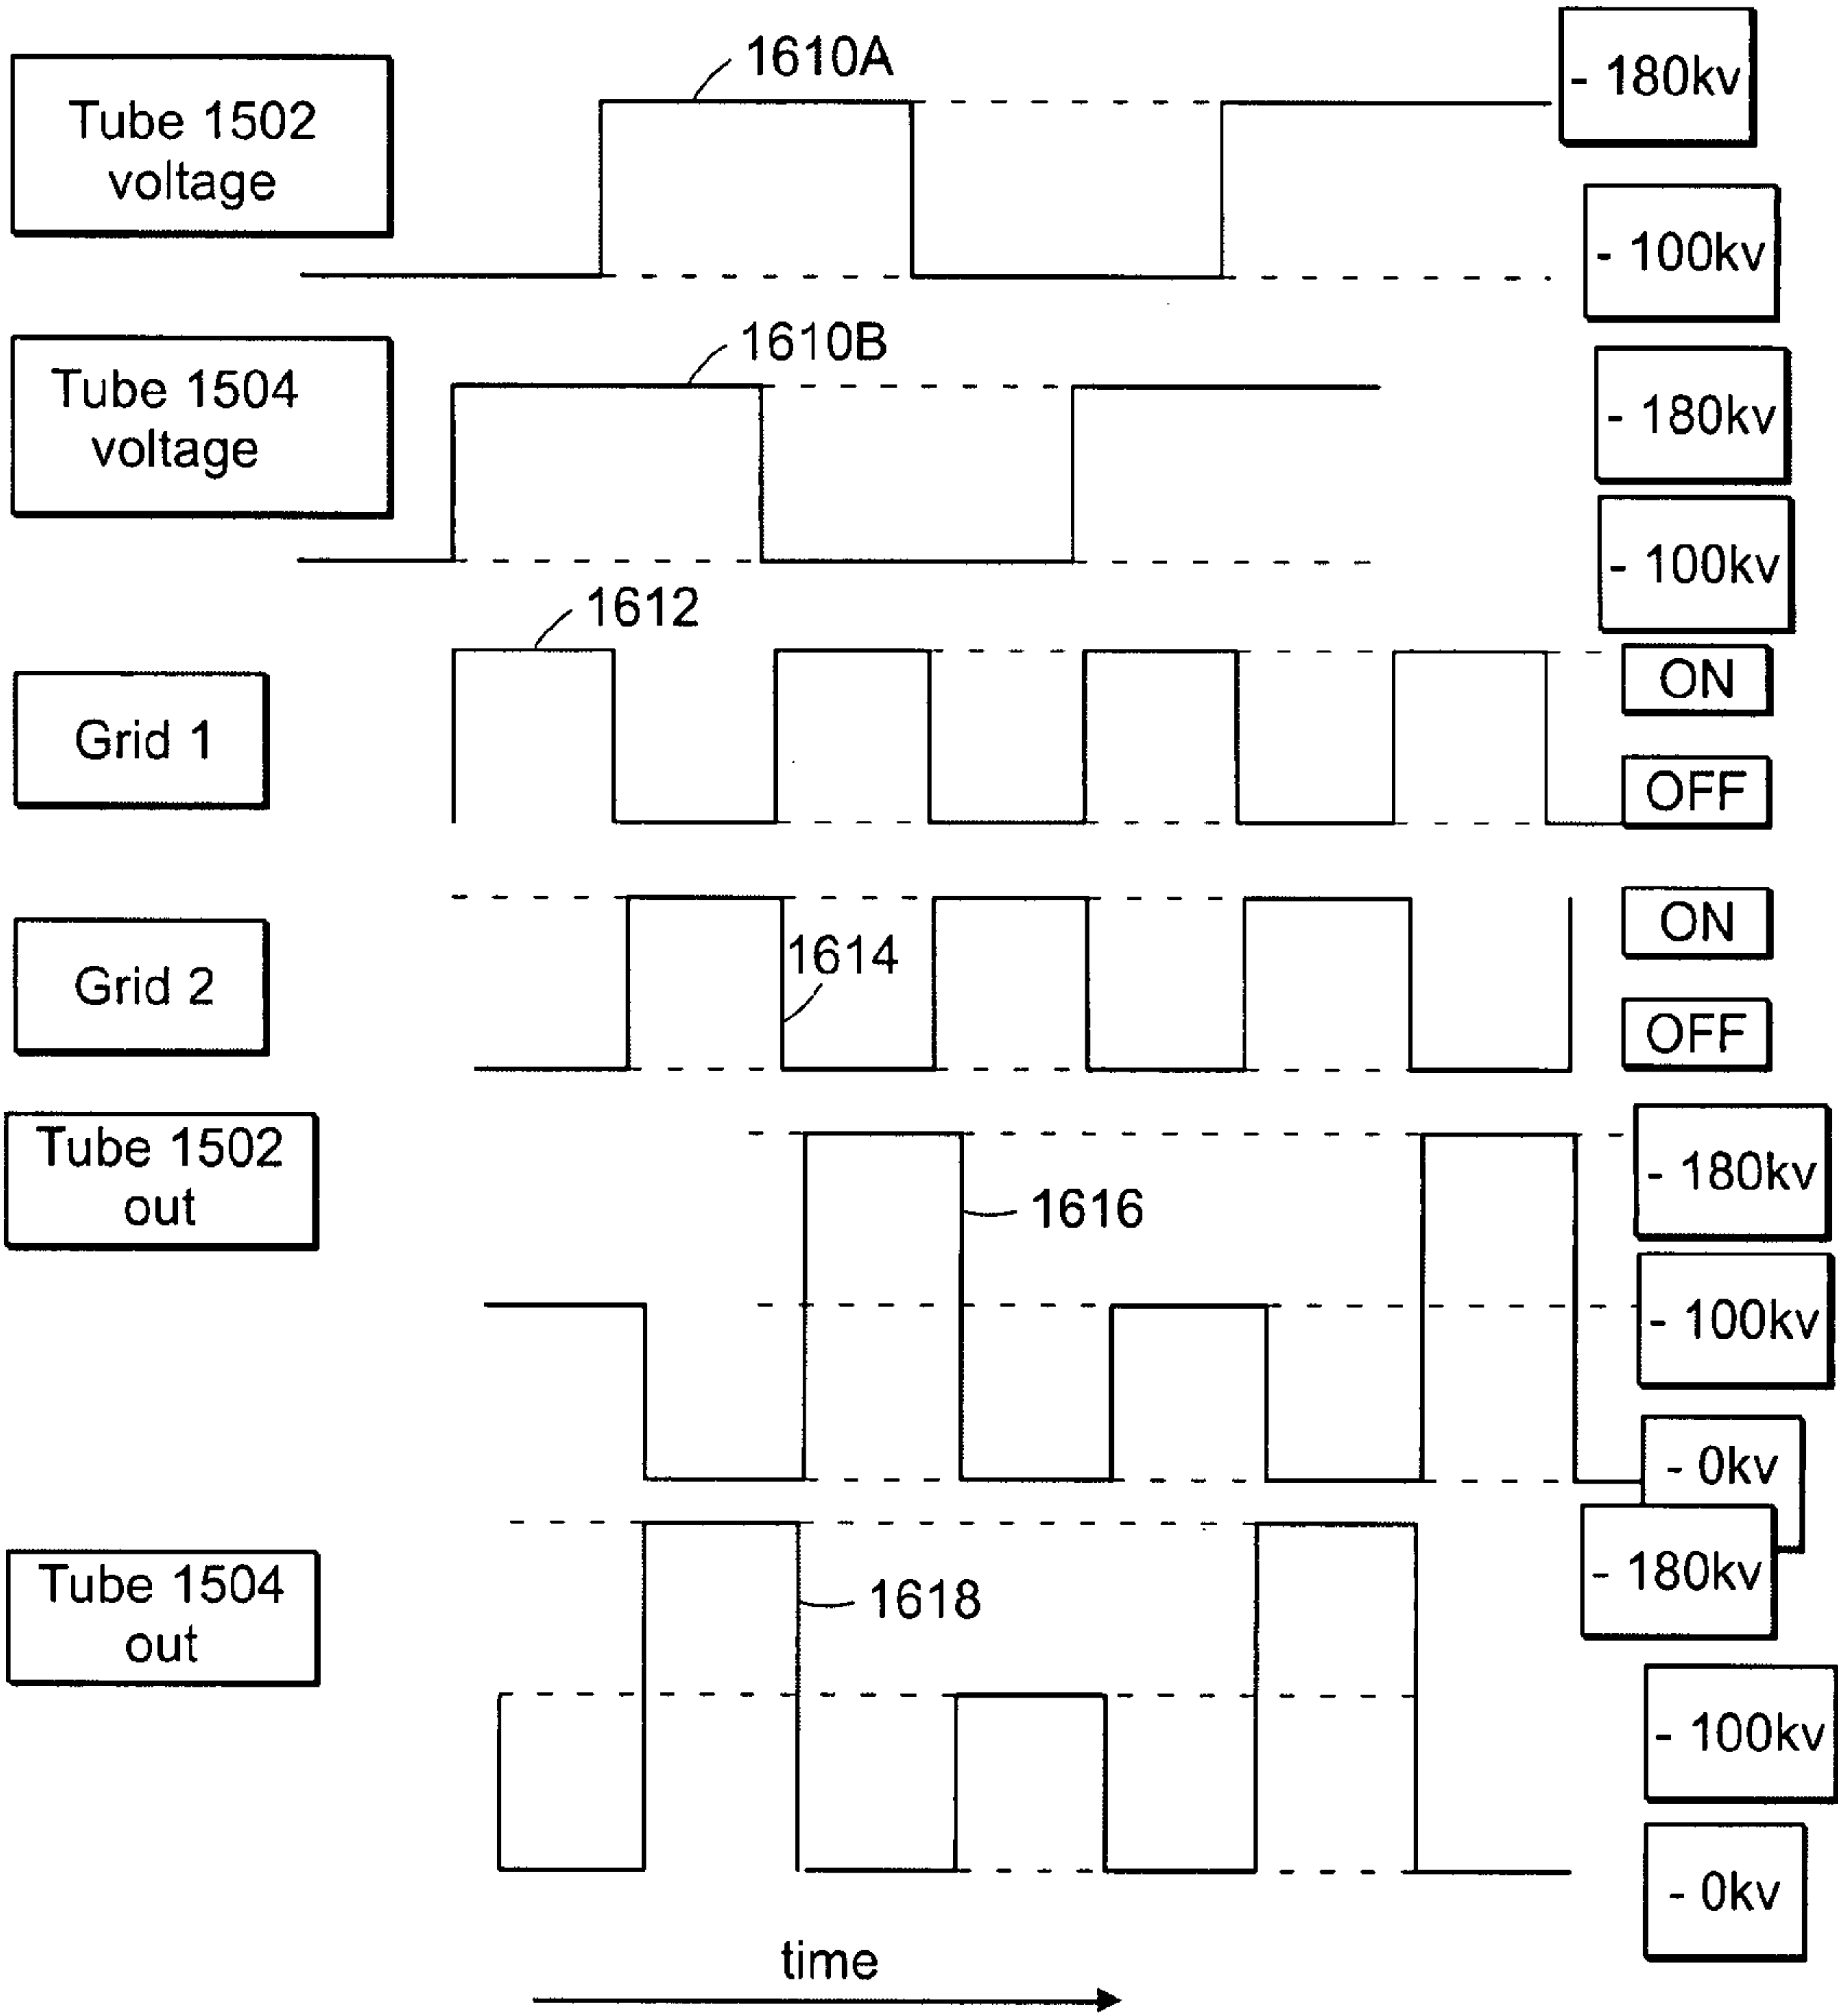 1610A
- 180kv
Tube 1502
voltage
- 100kv
1610B
Tube 1504
voltage
- 180kv
- 100kv
1612
ON
Grid 1
OFF
ON
1614
Grid 2
OFF
Tube 1502
out
- 180kv
1616
- 100kv
- 0kv
- 180kv
Tube 1504
out
1618
- 100kv
- 0kv
time